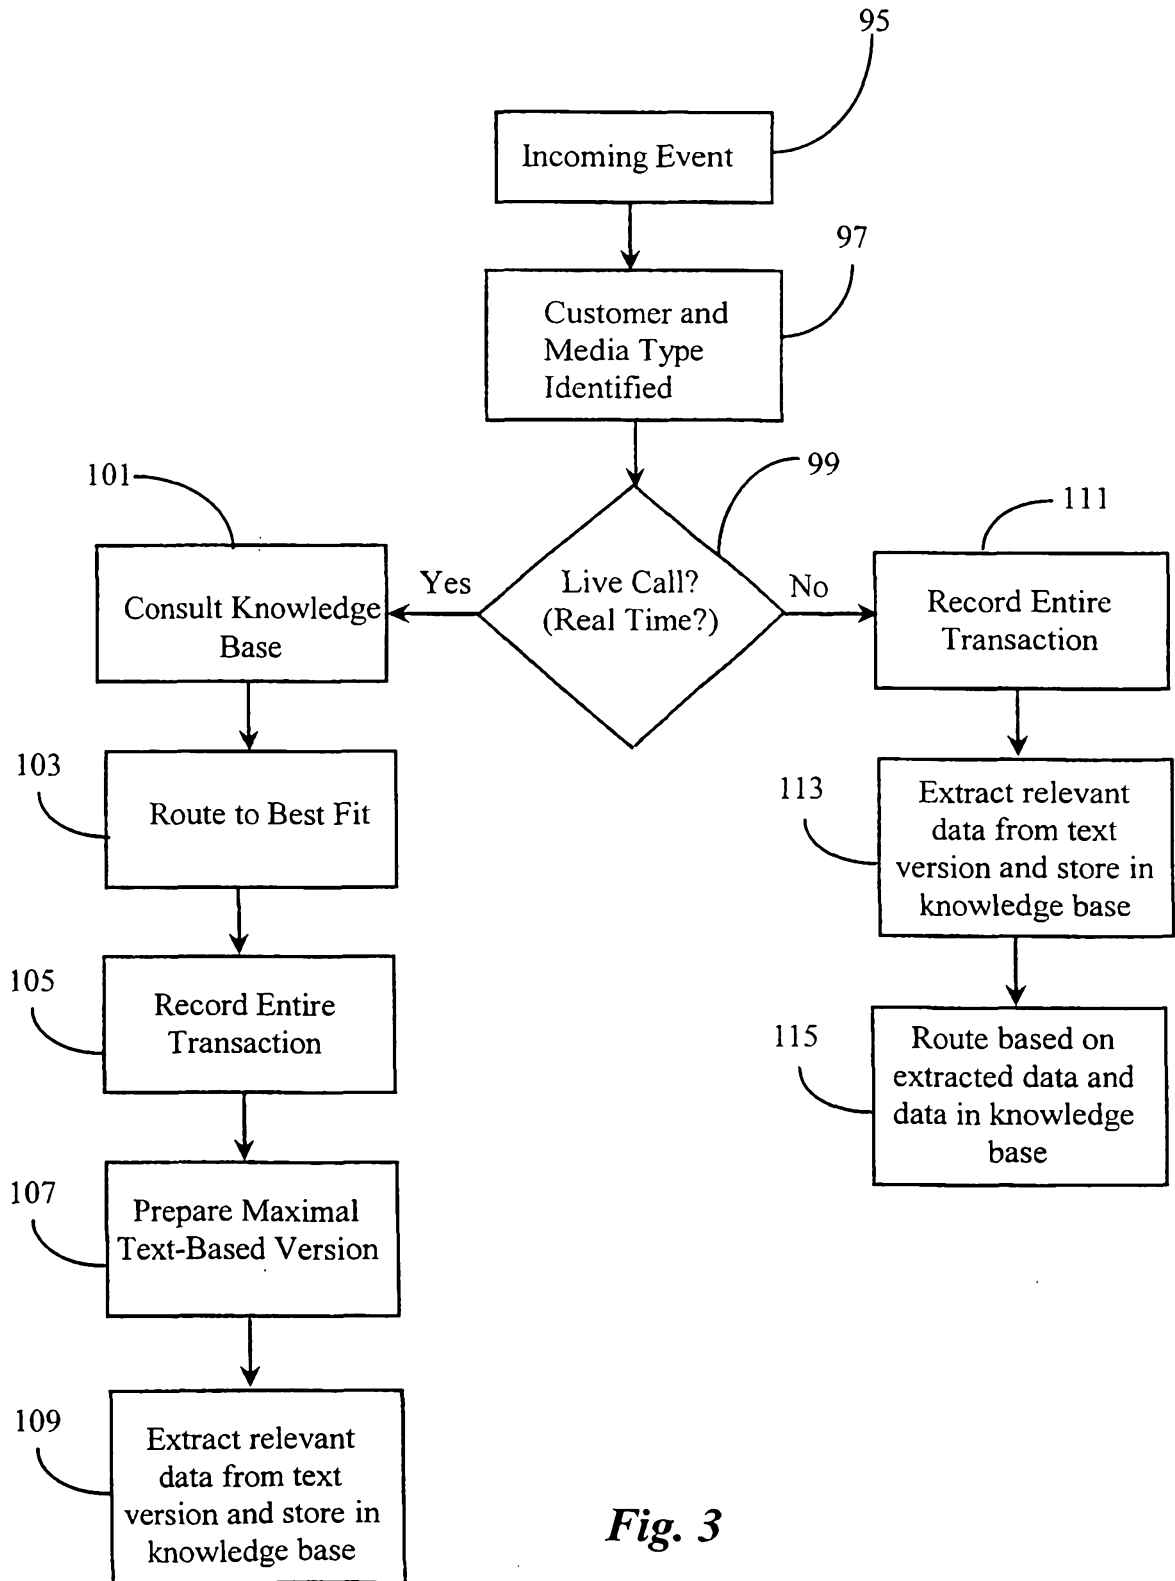 95
Incoming Event
97
Customer and
Media Type
Identified
99
Live Call?
(Real Time?)
Yes
No
101
Consult Knowledge
Base
103
Route to Best Fit
105
Record Entire
Transaction
107
Prepare Maximal
Text-Based Version
109
Extract relevant
data from text
version and store in
knowledge base
111
Record Entire
Transaction
113
Extract relevant
data from text
version and store in
knowledge base
115
Route based on
extracted data and
data in knowledge
base
Fig. 3